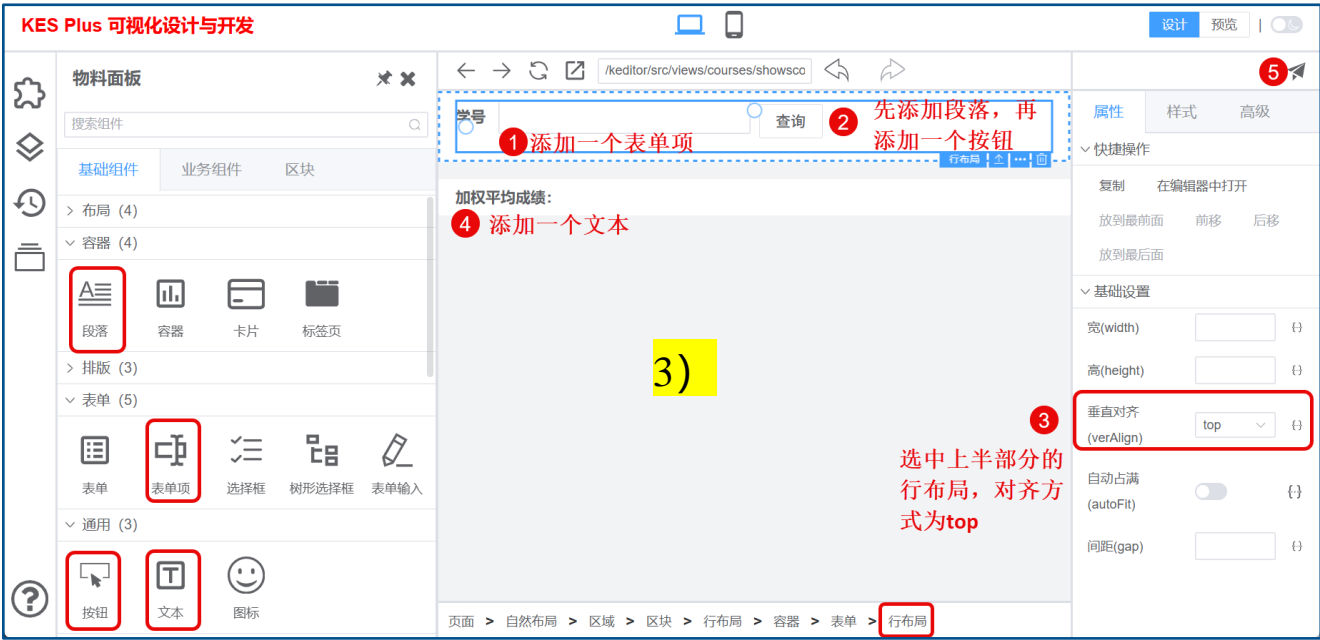 KES Plus 可视化设计与开发
设计 预览 |
物料面板
/keditor/src/views/courses/showsco
5
搜索组件
基础组件 业务组件 区块
布局 (4)
容器 (4)
段落 容器 卡片 标签页
排版 (3)
表单 (5)
表单 表单项 选择框 树形选择框 表单输入
通用 (3)
按钮 文本 图标
学号
查询
1 添加一个表单项
2 先添加段落，再
添加一个按钮
行布局
加权平均成绩：
4 添加一个文本
3）
3
选中上半部分的
行布局，对齐方
式为top
页面 > 自然布局 > 区域 > 区块 > 行布局 > 容器 > 表单 > 行布局
属性 样式 高级
快捷操作
复制 在编辑器中打开
放到最前面 前移 后移
放到最后面
基础设置
宽(width) {·}
高(height) {·}
垂直对齐
(verAlign) top {·}
自动占满
(autoFit) {·}
间距(gap) {·}